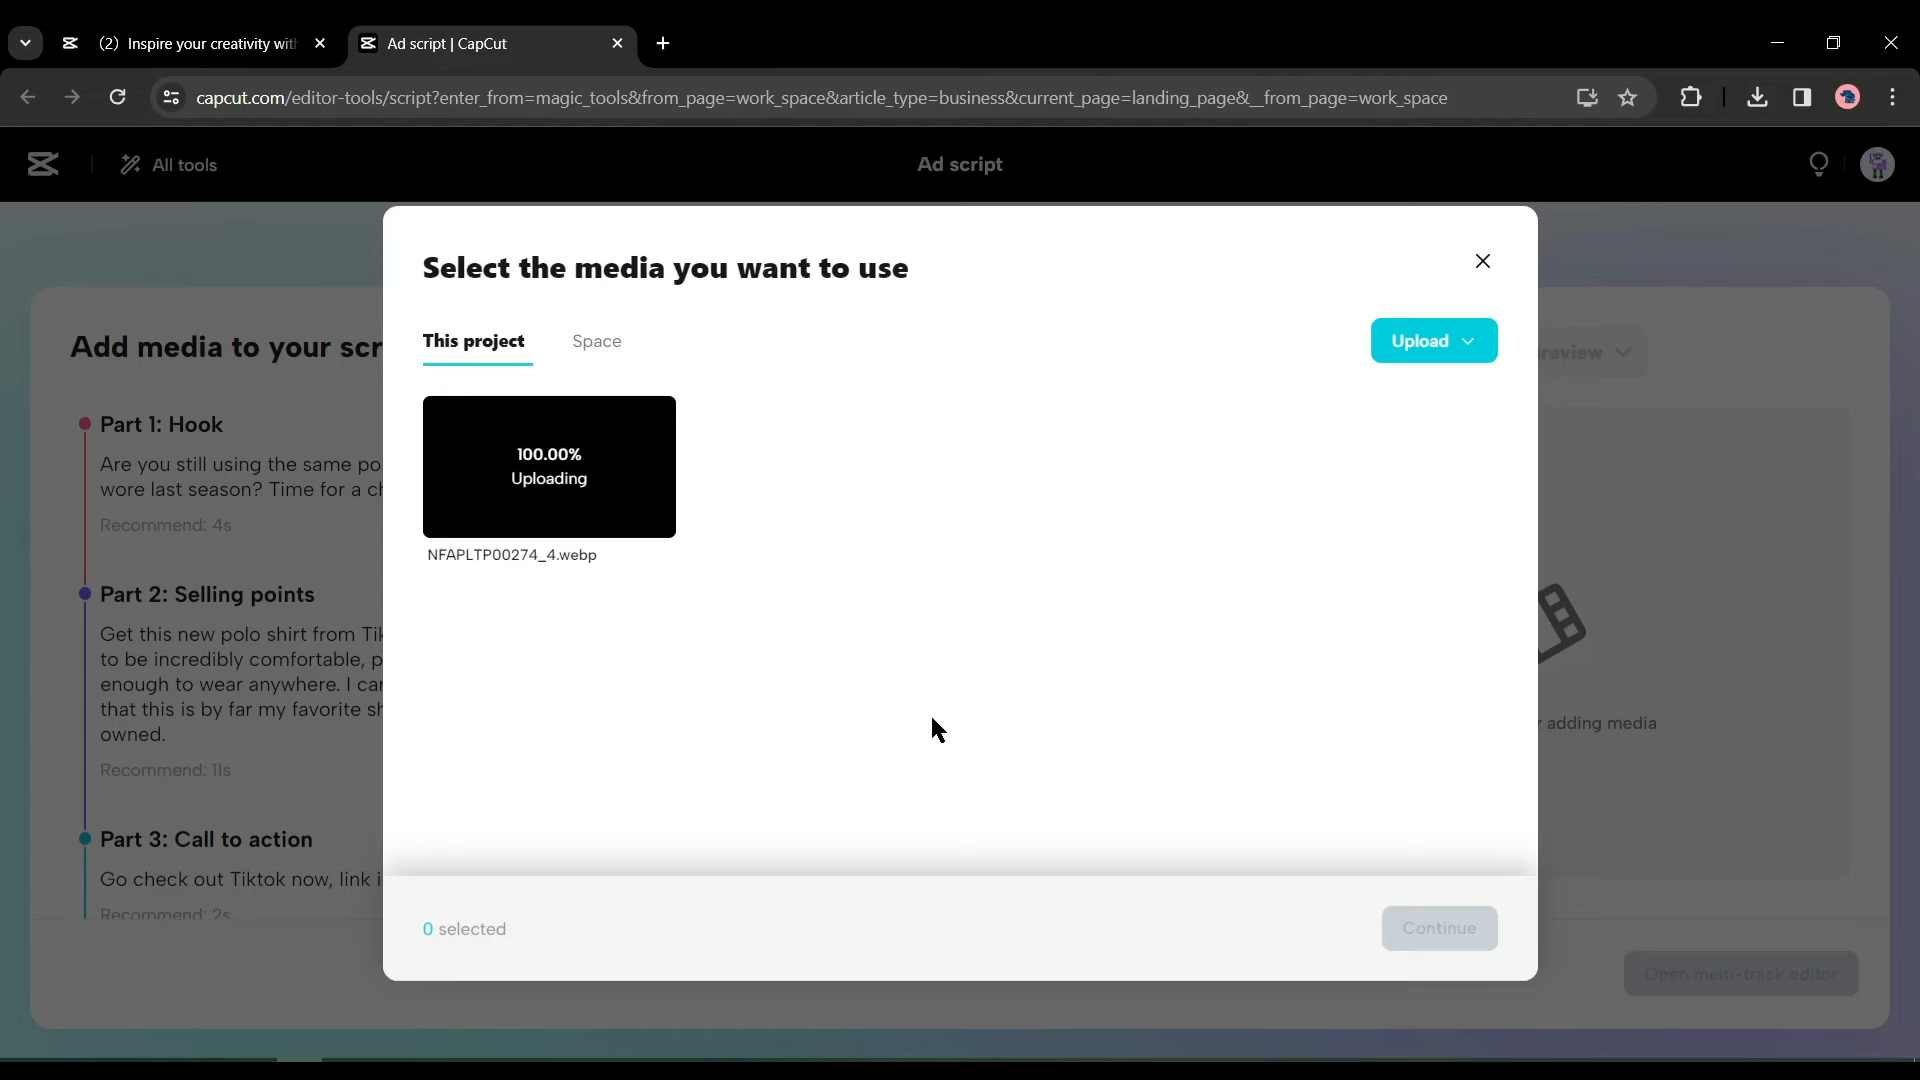 (2) Inspire your creativity wit
Ad script | CapCut
capcut.com/editor-tools/script?enter_from=magic_tools&from_page=work_space&article_type=business&current_page=landing_page&__from_page=work_space
All tools
Ad script
Select the media you want to use
This project
Space
Upload
100.00%
Uploading
NFAPLTP00274_4.webp
0 selected
Continue
Add media to your scr
Part 1: Hook
Are you still using the same po
wore last season? Time for a ch
Recommend: 4s
Part 2: Selling points
Get this new polo shirt from Tik
to be incredibly comfortable, p
enough to wear anywhere. I can
that this is by far my favorite sh
owned.
Recommend: 11s
Part 3: Call to action
Go check out Tiktok now, link i
Recommend: 2s
review
r adding media
Open multi-track editor